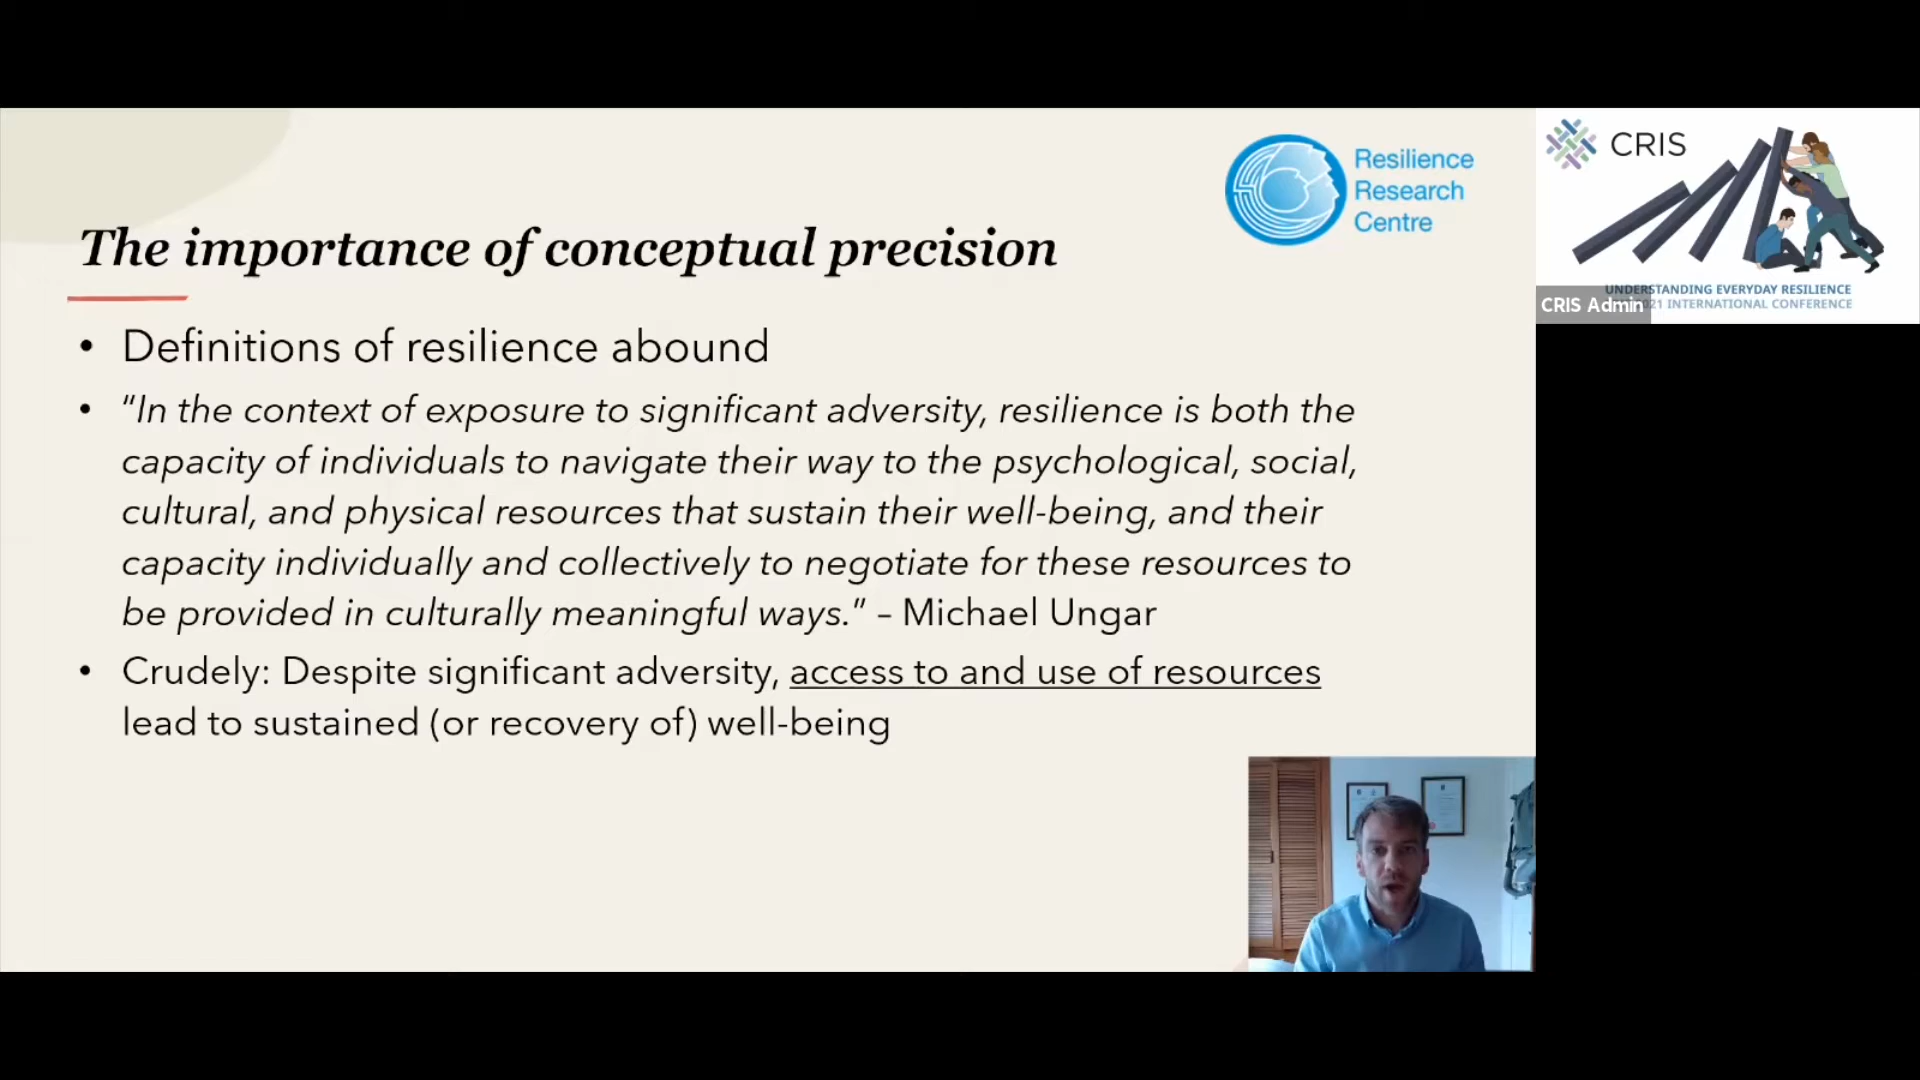 Resilience
Research
Centre
CRIS
The importance of conceptual precision
UNDERSTANDING EVERYDAY RESILIENCE
21 INTERNATIONAL CONFERENCE
CRIS Admin
• Definitions of resilience abound
• “In the context of exposure to significant adversity, resilience is both the
capacity of individuals to navigate their way to the psychological, social,
cultural, and physical resources that sustain their well-being, and their
capacity individually and collectively to negotiate for these resources to
be provided in culturally meaningful ways.” – Michael Ungar
• Crudely: Despite significant adversity, access to and use of resources
lead to sustained (or recovery of) well-being